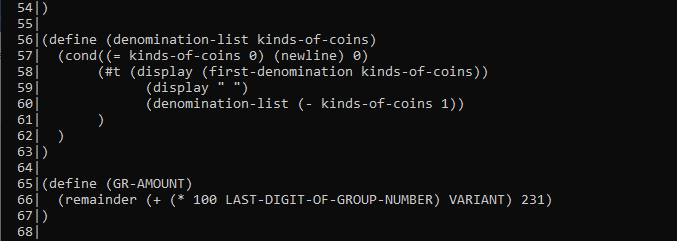 54|)
55|
56|(define (denomination-list kinds-of-coins)
57|  (cond((= kinds-of-coins 0) (newline) 0)
58|       (#t (display (first-denomination kinds-of-coins))
59|             (display " ")
60|             (denomination-list (- kinds-of-coins 1))
61|       )
62|  )
63|)
64|
65|(define (GR-AMOUNT)
66|  (remainder (+ (* 100 LAST-DIGIT-OF-GROUP-NUMBER) VARIANT) 231)
67|)
68|